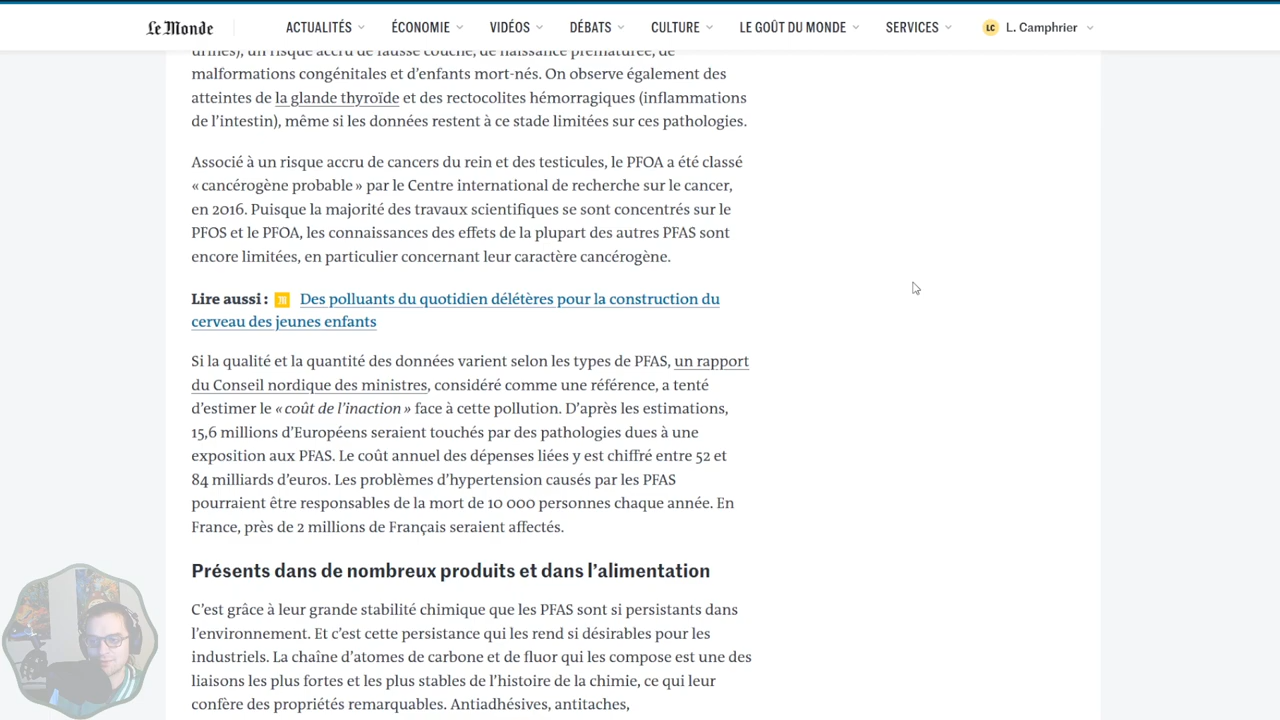 Le Monde
ACTUALITÉS
ÉCONOMIE
VIDÉOS
DÉBATS
CULTURE
LE GOÛT DU MONDE
SERVICES
LC
L. Camphrier
urines), un risque accru de fausse couche, de naissance prématurée, de
malformations congénitales et d’enfants mort-nés. On observe également des
atteintes de la glande thyroïde et des rectocolites hémorragiques (inflammations
de l’intestin), même si les données restent à ce stade limitées sur ces pathologies.
Associé à un risque accru de cancers du rein et des testicules, le PFOA a été classé
« cancérogène probable » par le Centre international de recherche sur le cancer,
en 2016. Puisque la majorité des travaux scientifiques se sont concentrés sur le
PFOS et le PFOA, les connaissances des effets de la plupart des autres PFAS sont
encore limitées, en particulier concernant leur caractère cancérogène.
Lire aussi : Des polluants du quotidien délétères pour la construction du
cerveau des jeunes enfants
Si la qualité et la quantité des données varient selon les types de PFAS, un rapport
du Conseil nordique des ministres, considéré comme une référence, a tenté
d’estimer le « coût de l’inaction » face à cette pollution. D’après les estimations,
15,6 millions d’Européens seraient touchés par des pathologies dues à une
exposition aux PFAS. Le coût annuel des dépenses liées y est chiffré entre 52 et
84 milliards d’euros. Les problèmes d’hypertension causés par les PFAS
pourraient être responsables de la mort de 10 000 personnes chaque année. En
France, près de 2 millions de Français seraient affectés.
Présents dans de nombreux produits et dans l’alimentation
C’est grâce à leur grande stabilité chimique que les PFAS sont si persistants dans
l’environnement. Et c’est cette persistance qui les rend si désirables pour les
industriels. La chaîne d’atomes de carbone et de fluor qui les compose est une des
liaisons les plus fortes et les plus stables de l’histoire de la chimie, ce qui leur
confère des propriétés remarquables. Antiadhésives, antitaches,